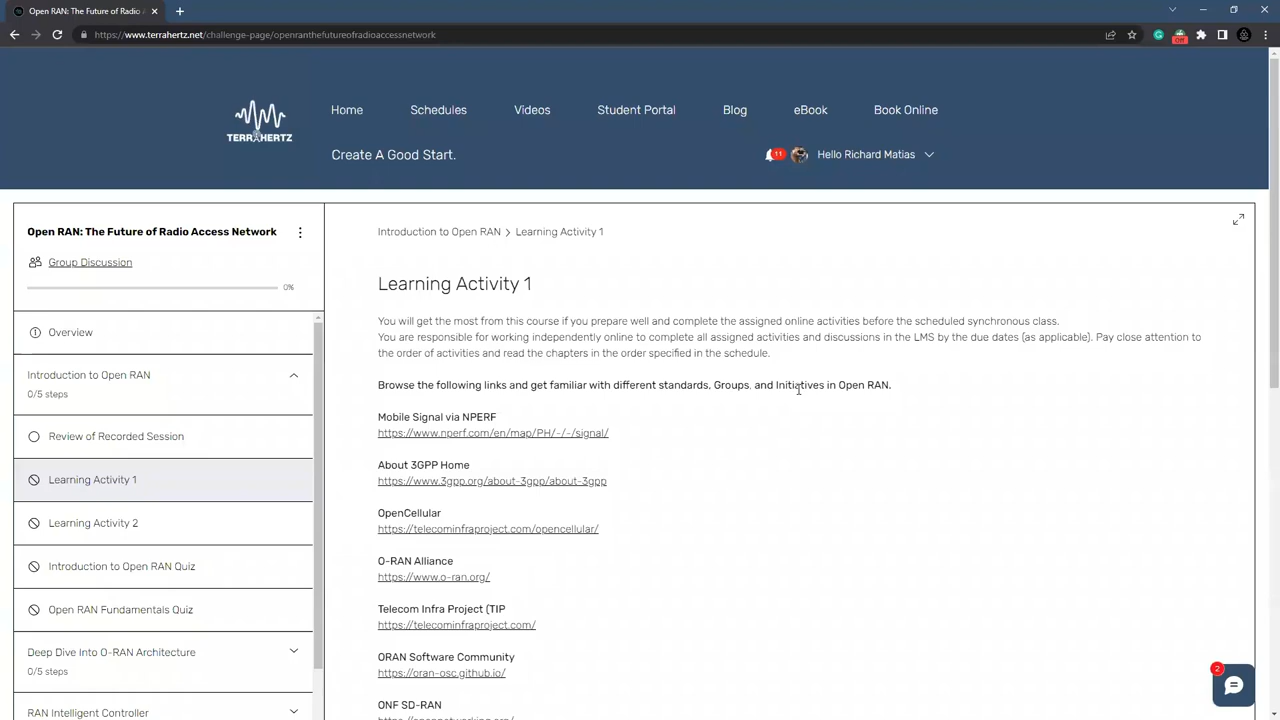 Open RAN: The Future of Radio A
https://www.terrahertz.net/challenge-page/openranthefutureofradioaccessnetwork
Off
TERRAHERTZ
Home
Schedules
Videos
Student Portal
Blog
eBook
Book Online
Create A Good Start.
11
Hello Richard Matias
Open RAN: The Future of Radio Access Network
Group Discussion
0%
Overview
Introduction to Open RAN
0/5 steps
Review of Recorded Session
Learning Activity 1
Learning Activity 2
Introduction to Open RAN Quiz
Open RAN Fundamentals Quiz
Deep Dive Into O-RAN Architecture
0/5 steps
RAN Intelligent Controller
Introduction to Open RAN > Learning Activity 1
Learning Activity 1
You will get the most from this course if you prepare well and complete the assigned online activities before the scheduled synchronous class.
You are responsible for working independently online to complete all assigned activities and discussions in the LMS by the due dates (as applicable). Pay close attention to
the order of activities and read the chapters in the order specified in the schedule.
Browse the following links and get familiar with different standards, Groups, and Initiatives in Open RAN.
Mobile Signal via NPERF
https://www.nperf.com/en/map/PH/-/-/signal/
About 3GPP Home
https://www.3gpp.org/about-3gpp/about-3gpp
OpenCellular
https://telecominfraproject.com/opencellular/
O-RAN Alliance
https://www.o-ran.org/
Telecom Infra Project (TIP
https://telecominfraproject.com/
ORAN Software Community
https://oran-osc.github.io/
ONF SD-RAN
https://opennetworking.org/
2